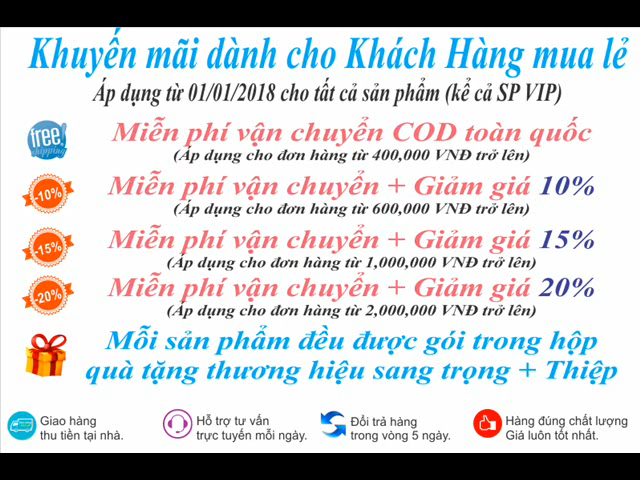 Khuyến mãi dành cho Khách Hàng mua lẻ
Áp dụng từ 01/01/2018 cho tất cả sản phẩm (kể cả SP VIP)
free!
shipping
Miễn phí vận chuyển COD toàn quốc
(Áp dụng cho đơn hàng từ 400,000 VNĐ trở lên)
-10%
Miễn phí vận chuyển + Giảm giá 10%
(Áp dụng cho đơn hàng từ 600,000 VNĐ trở lên)
-15%
Miễn phí vận chuyển + Giảm giá 15%
(Áp dụng cho đơn hàng từ 1,000,000 VNĐ trở lên)
-20%
Miễn phí vận chuyển + Giảm giá 20%
(Áp dụng cho đơn hàng từ 2,000,000 VNĐ trở lên)
Mỗi sản phẩm đều được gói trong hộp
quà tặng thương hiệu sang trọng + Thiệp
Giao hàng
thu tiền tại nhà.
Hỗ trợ tư vấn
trực tuyến mỗi ngày.
Đổi trả hàng
trong vòng 5 ngày.
Hàng đúng chất lượng
Giá luôn tốt nhất.